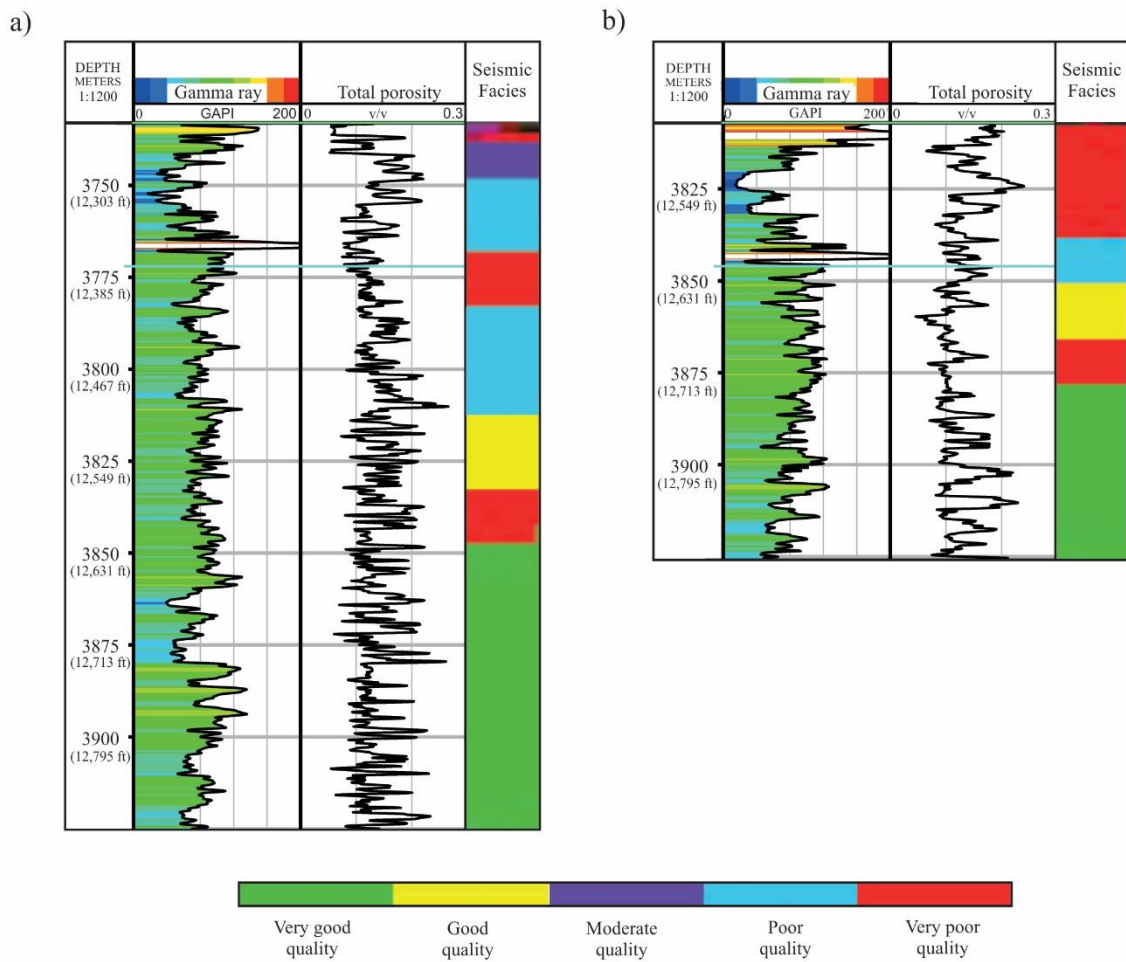 a)
DEPTH
METERS
1:1200
Gamma ray
0 GAPI 200
Total porosity
0 v/v 0.3
Seismic
Facies
3750
(12,303 ft)
3775
(12,385 ft)
3800
(12,467 ft)
3825
(12,549 ft)
3850
(12,631 ft)
3875
(12,713 ft)
3900
(12,795 ft)
b)
DEPTH
METERS
1:1200
Gamma ray
0 GAPI 200
Total porosity
0 v/v 0.3
Seismic
Facies
3825
(12,549 ft)
3850
(12,631 ft)
3875
(12,713 ft)
3900
(12,795 ft)
Very good
quality
Good
quality
Moderate
quality
Poor
quality
Very poor
quality